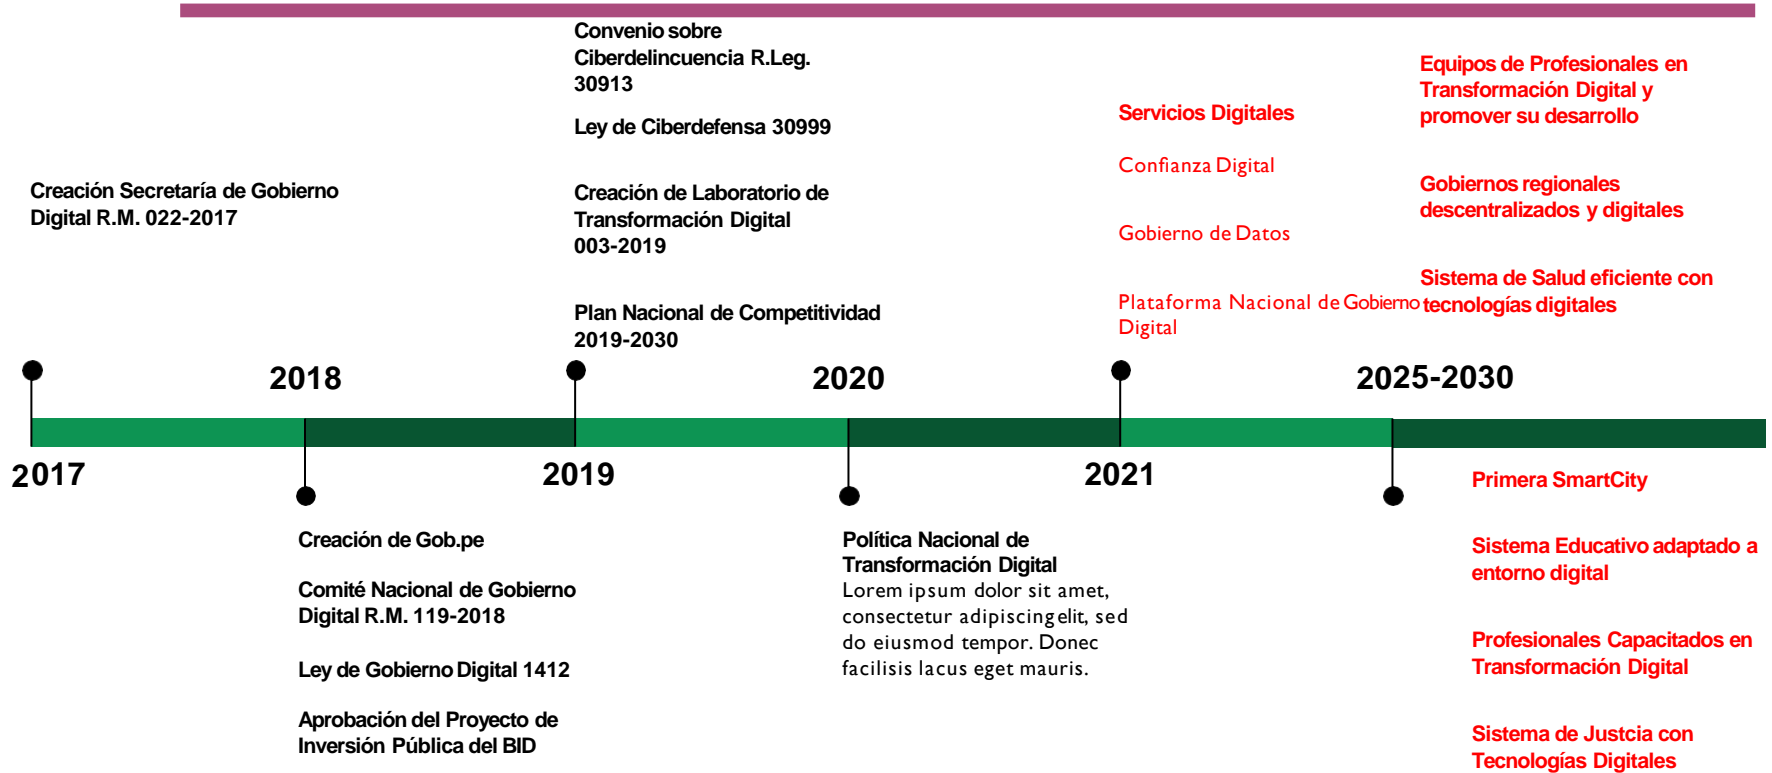 Convenio sobre
Ciberdelincuencia R.Leg.
30913
Ley de Ciberdefensa 30999
Creación de Laboratorio de
Transformación Digital
003-2019
Plan Nacional de Competitividad
2019-2030
Creación Secretaría de Gobierno
Digital R.M. 022-2017
Servicios Digitales
Confianza Digital
Gobierno de Datos
Plataforma Nacional de Gobierno
Digital
Equipos de Profesionales en
Transformación Digital y
promover su desarrollo
Gobiernos regionales
descentralizados y digitales
Sistema de Salud eficiente con
tecnologías digitales
2018
2020
2025-2030
2017
2019
2021
Creación de Gob.pe
Comité Nacional de Gobierno
Digital R.M. 119-2018
Ley de Gobierno Digital 1412
Aprobación del Proyecto de
Inversión Pública del BID
Política Nacional de
Transformación Digital
Lorem ipsum dolor sit amet,
consectetur adipiscing elit, sed
do eiusmod tempor. Donec
facilisis lacus eget mauris.
Primera SmartCity
Sistema Educativo adaptado a
entorno digital
Profesionales Capacitados en
Transformación Digital
Sistema de Justcia con
Tecnologías Digitales